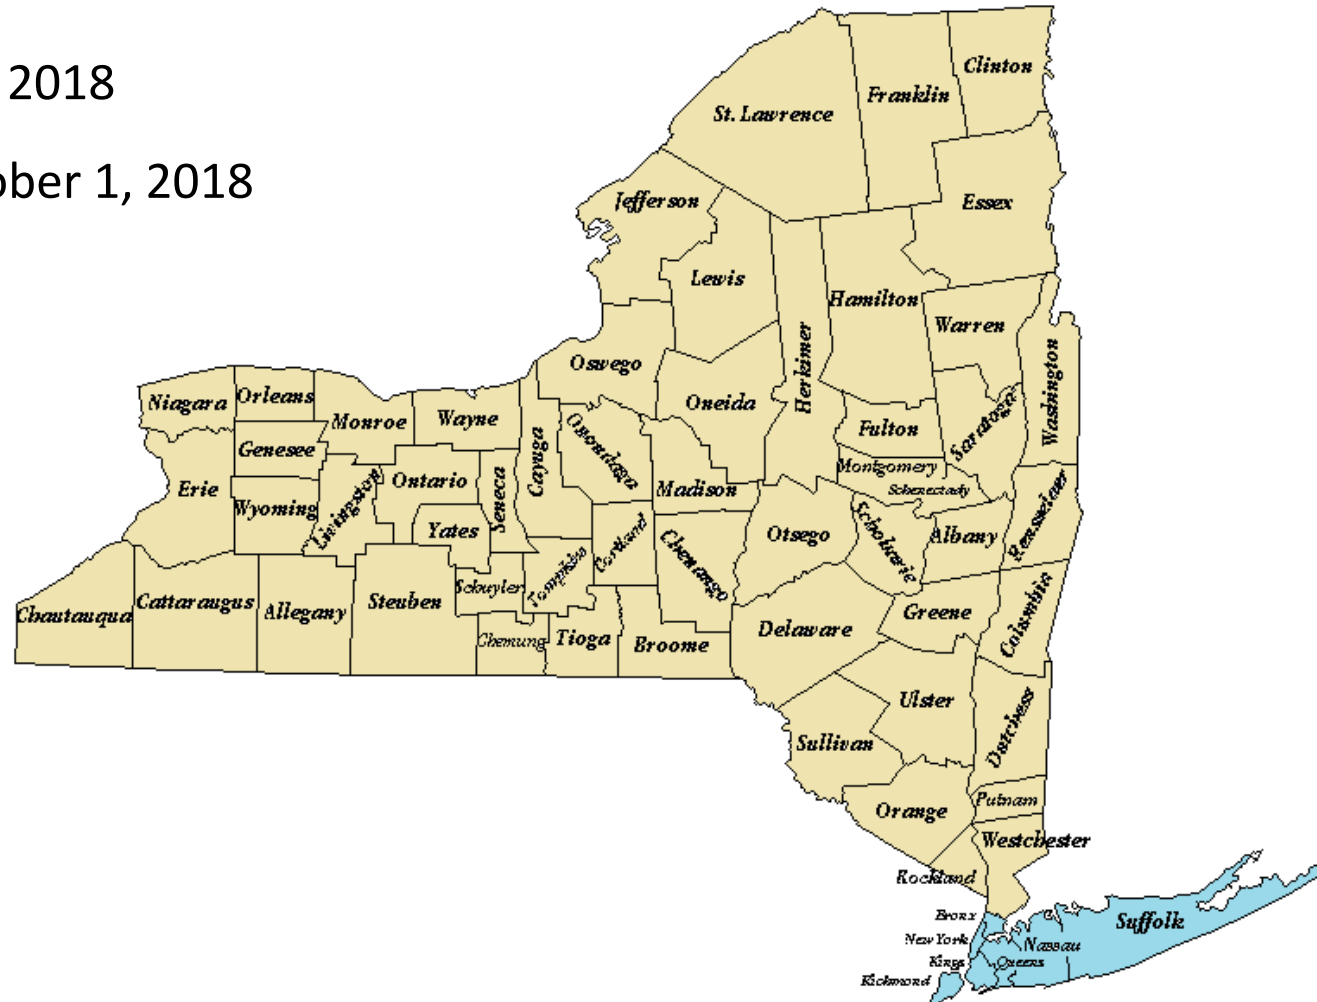 2018
ober 1, 2018
Clinton
Franklin
St. Lawrence
Jefferson
Essex
Lewis
Hamilton
Warren
Herkimer
Washington
Oswego
Oneida
Saratoga
Niagara
Orleans
Monroe
Wayne
Cayuga
Onondaga
Fulton
Genesee
Montgomery
Schenectady
Erie
Wyoming
Livingston
Ontario
Seneca
Madison
Yates
Otsego
Schoharie
Albany
Rensselaer
Chautauqua
Cattaraugus
Allegany
Steuben
Schuyler
Tompkins
Cortland
Chenango
Chemung
Tioga
Broome
Delaware
Greene
Columbia
Ulster
Dutchess
Sullivan
Orange
Putnam
Westchester
Rockland
Bronx
New York
Kings
Queens
Nassau
Suffolk
Richmond